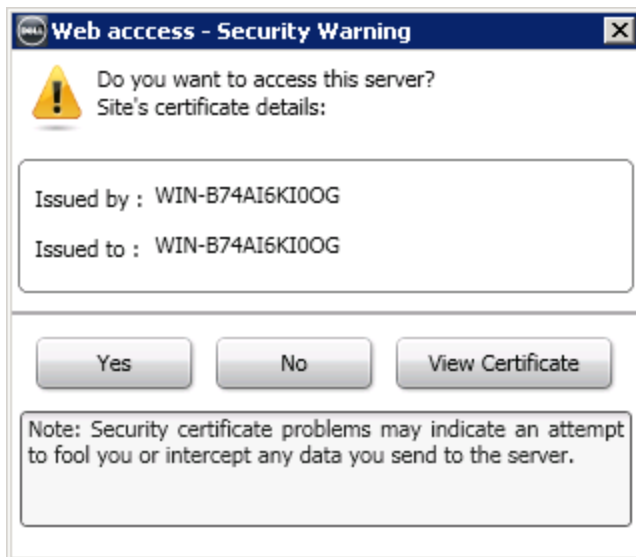 DELL Web acccess - Security Warning
Do you want to access this server?
Site's certificate details:
Issued by : WIN-B74AI6KI0OG
Issued to : WIN-B74AI6KI0OG
Yes No View Certificate
Note: Security certificate problems may indicate an attempt
to fool you or intercept any data you send to the server.